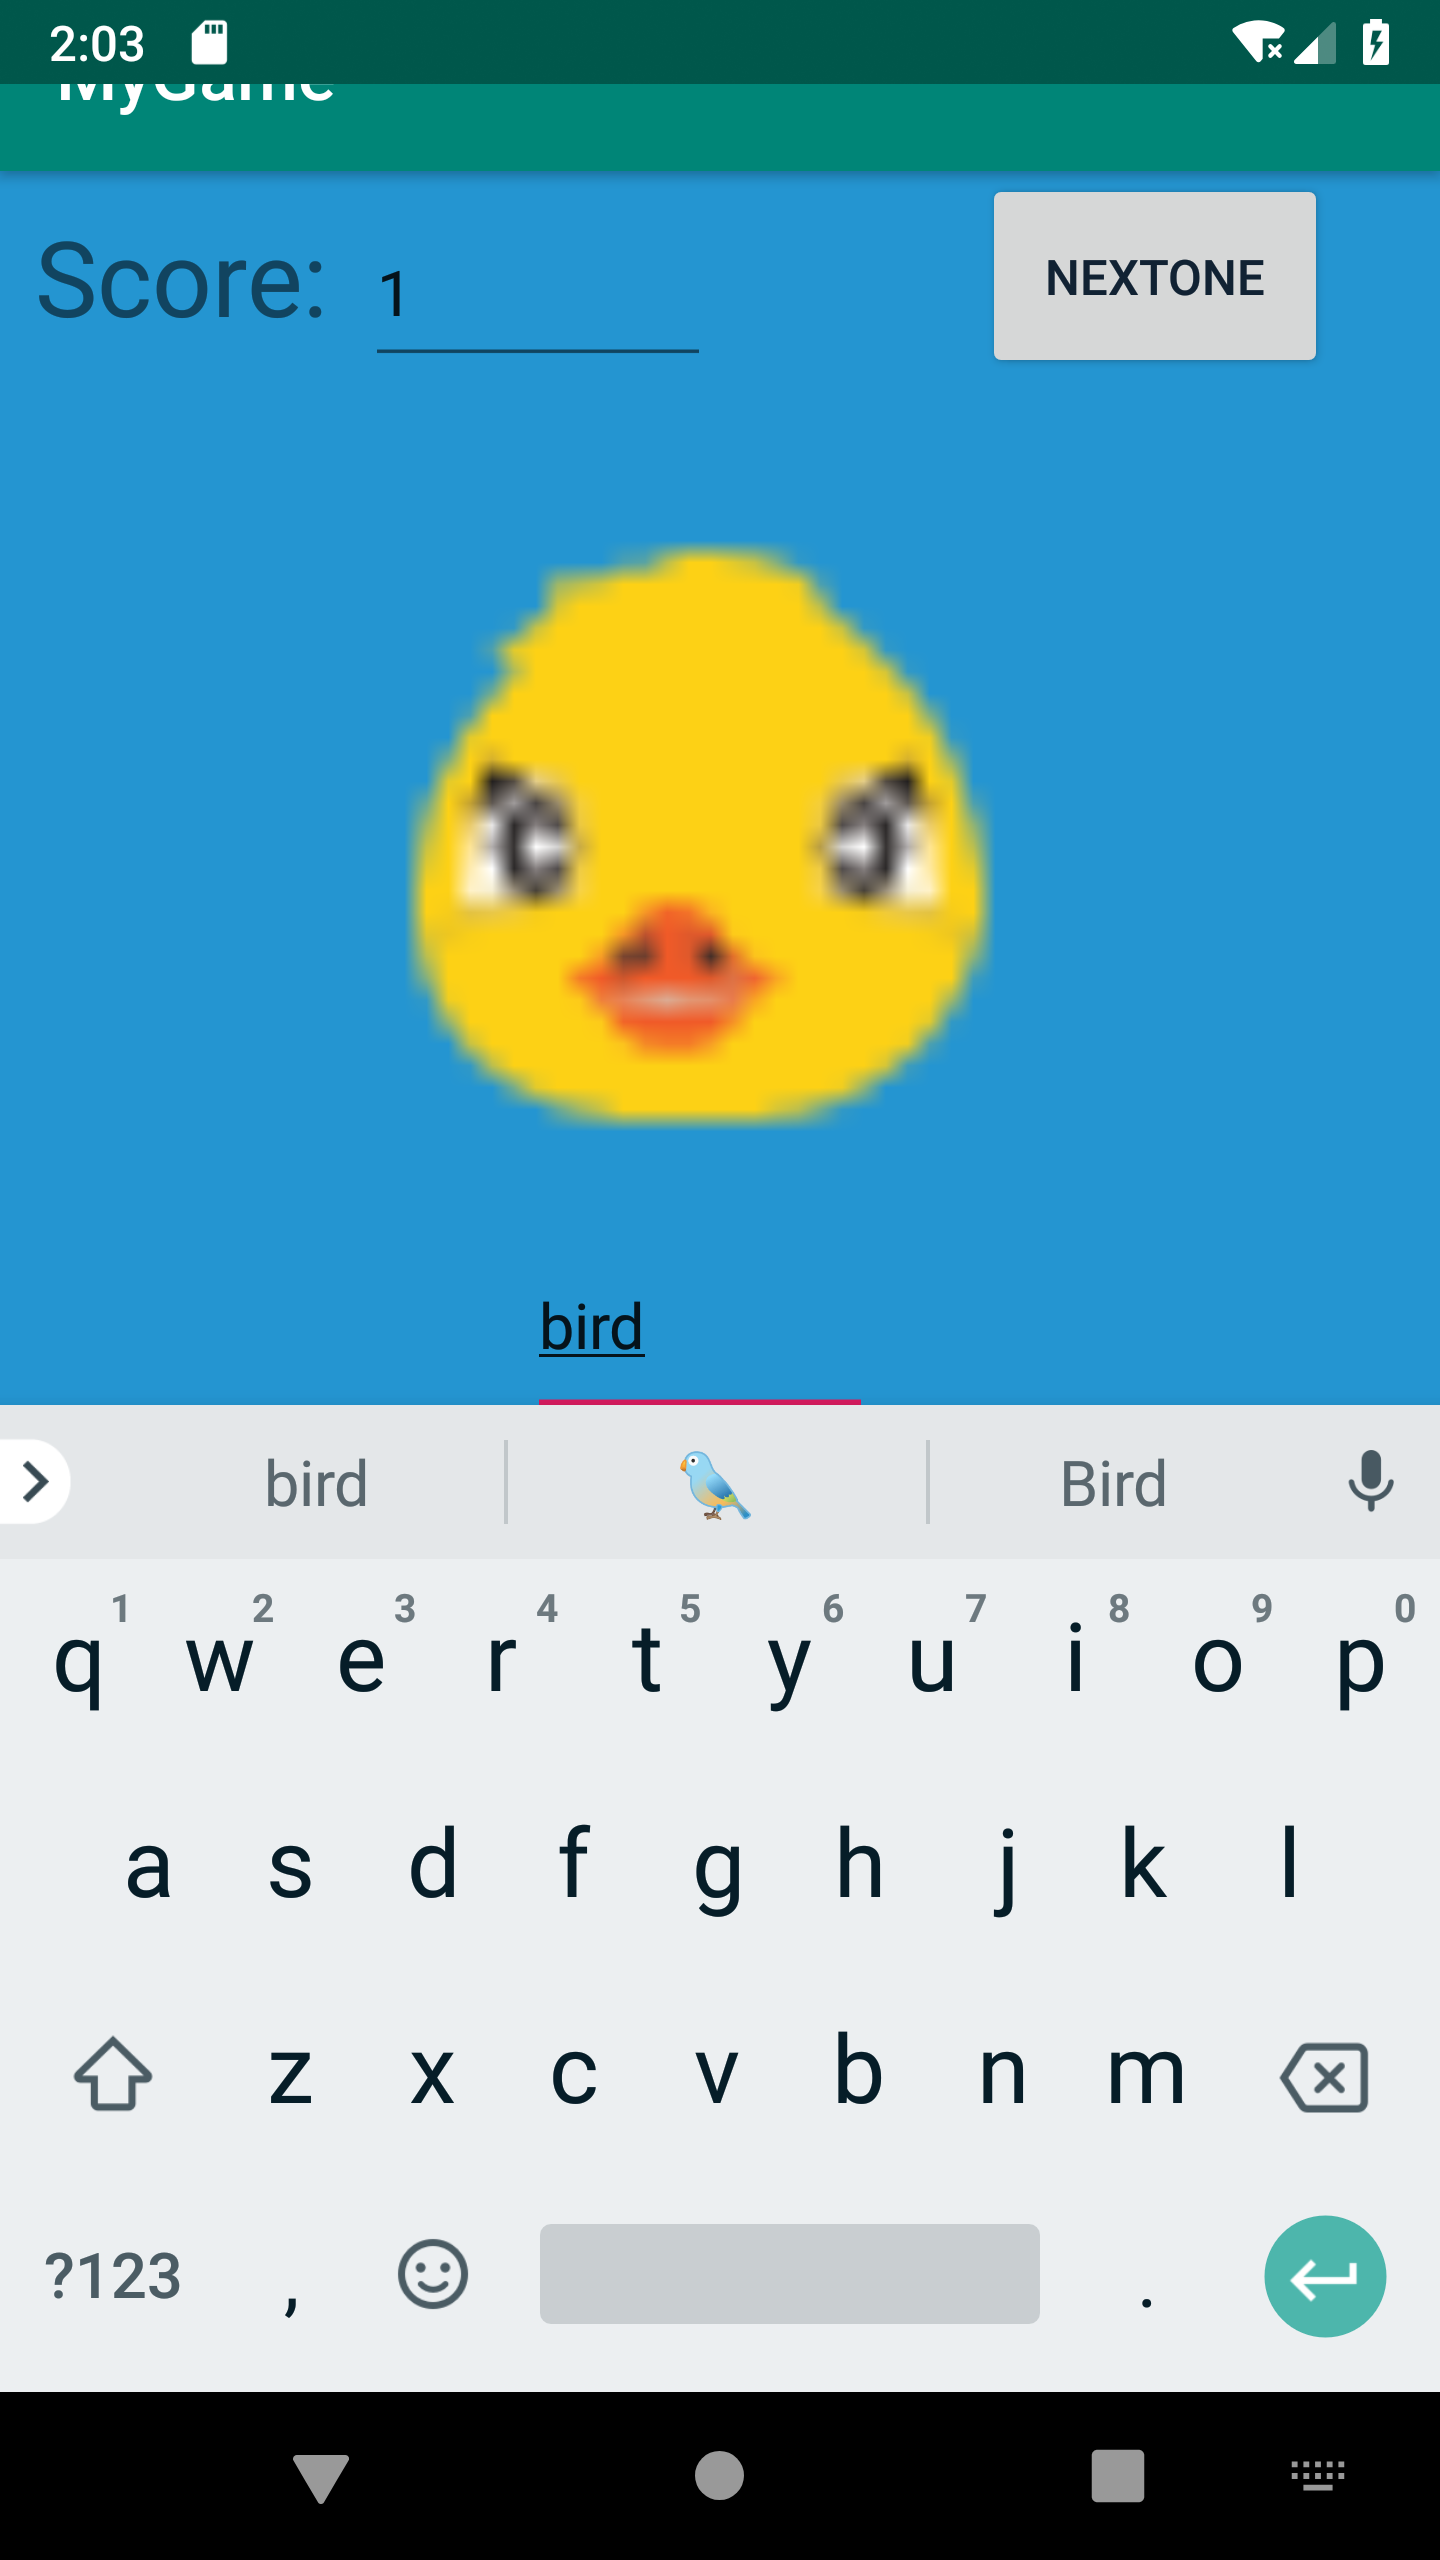 2:03
MyGame
Score: 1 NEXTONE
bird
bird Bird
1 2 3 4 5 6 7 8 9 0
q w e r t y u i o p
a s d f g h j k l
z x c v b n m
?123 , .